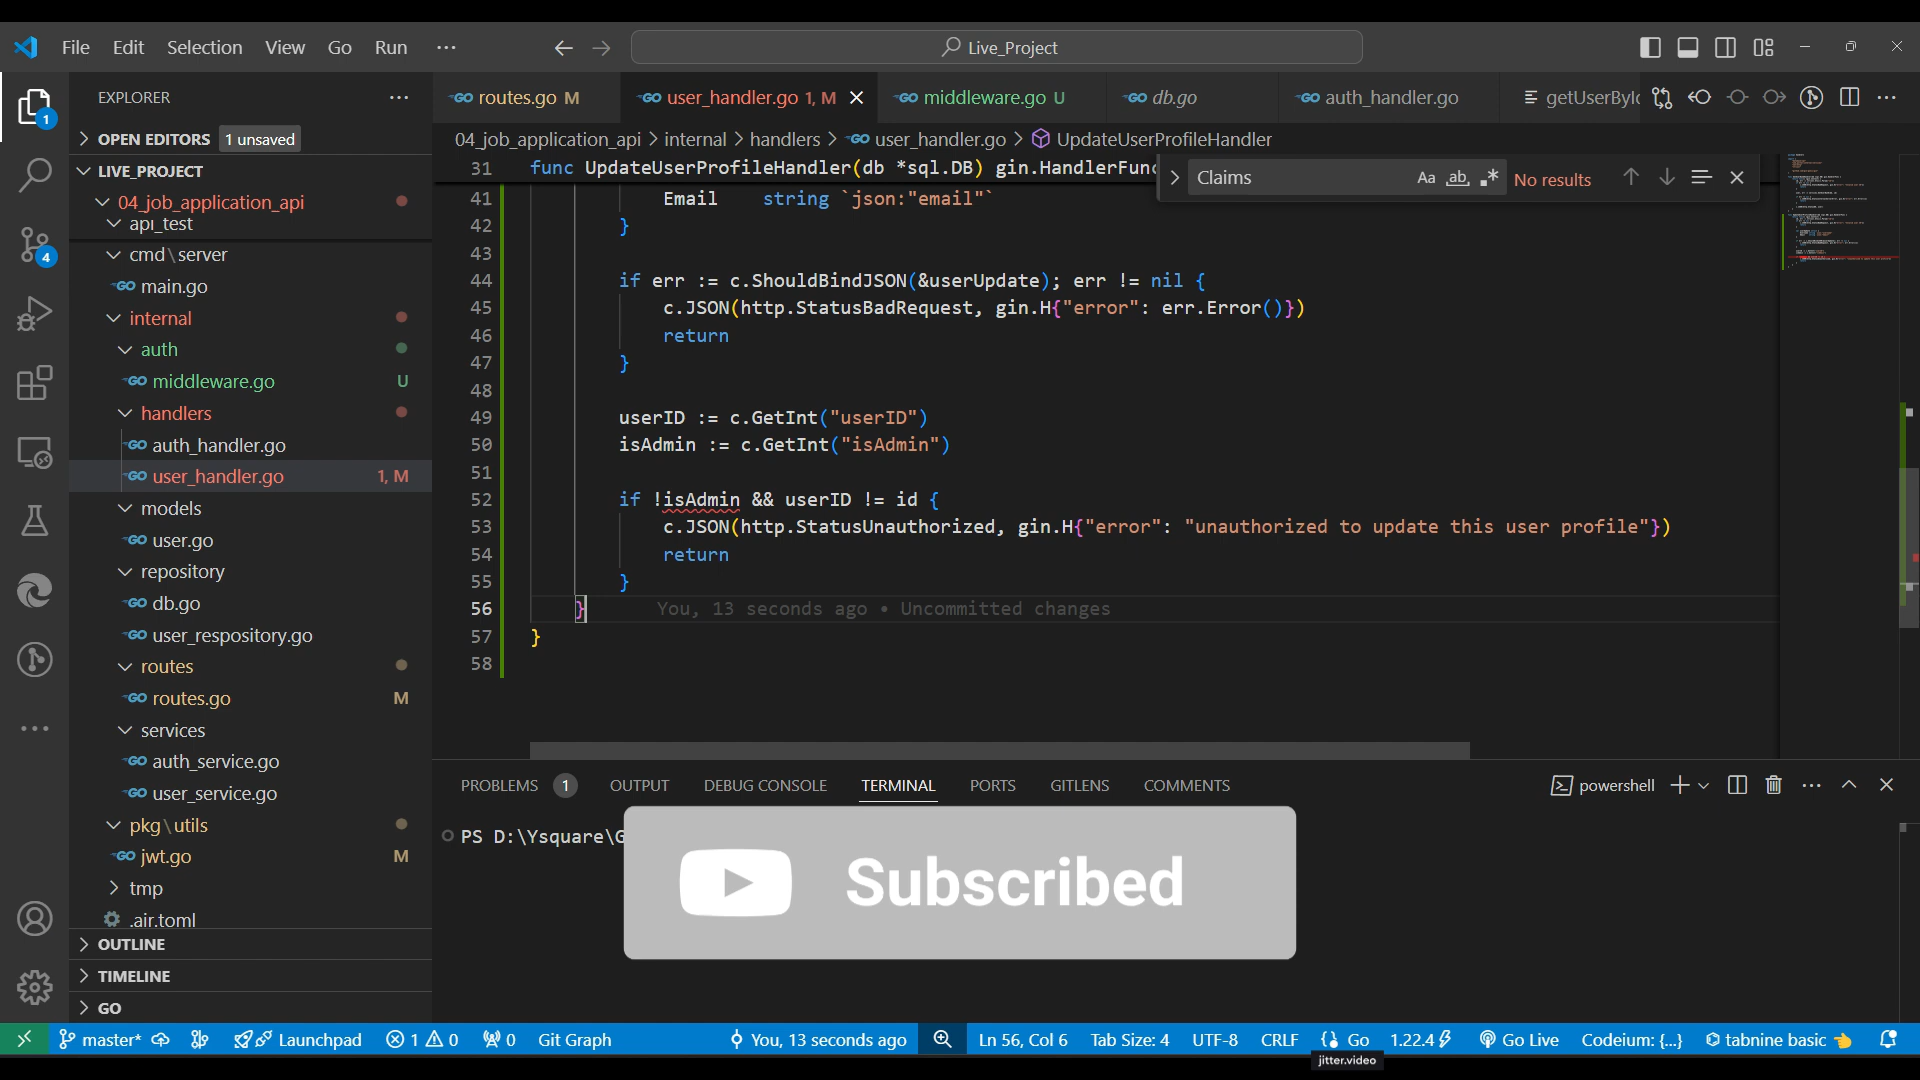 File Edit Selection View Go Run ··· Live_Project
EXPLORER
OPEN EDITORS 1 unsaved
LIVE_PROJECT
04_job_application_api
api_test
cmd\server
main.go
internal
auth
middleware.go U
handlers
auth_handler.go
user_handler.go 1, M
models
user.go
repository
db.go
user_respository.go
routes
routes.go M
services
auth_service.go
user_service.go
pkg\utils
jwt.go M
tmp
.air.toml
OUTLINE
TIMELINE
GO
1
4
routes.go M user_handler.go 1, M middleware.go U db.go auth_handler.go getUserByI
04_job_application_api > internal > handlers > user_handler.go > UpdateUserProfileHandler
Claims Aa ab .* No results
31 func UpdateUserProfileHandler(db *sql.DB) gin.HandlerFunc
41 Email string `json:"email"`
42 }
43
44 if err := c.ShouldBindJSON(&userUpdate); err != nil {
45 c.JSON(http.StatusBadRequest, gin.H{"error": err.Error()})
46 return
47 }
48
49 userID := c.GetInt("userID")
50 isAdmin := c.GetInt("isAdmin")
51
52 if !isAdmin && userID != id {
53 c.JSON(http.StatusUnauthorized, gin.H{"error": "unauthorized to update this user profile"})
54 return
55 }
56 } You, 13 seconds ago • Uncommitted changes
57 }
58
PROBLEMS 1 OUTPUT DEBUG CONSOLE TERMINAL PORTS GITLENS COMMENTS powershell
PS D:\Ysquare\G
Subscribed
master* Launchpad 1 0 0 Git Graph You, 13 seconds ago Ln 56, Col 6 Tab Size: 4 UTF-8 CRLF {} Go 1.22.4 Go Live Codeium: {...} tabnine basic
jitter.video